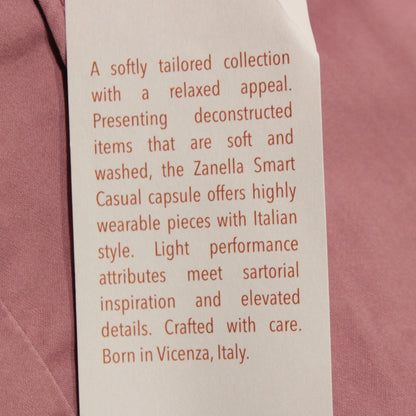 A softly tailored collection
with a relaxed appeal.
Presenting deconstructed
items that are soft and
washed, the Zanella Smart
Casual capsule offers highly
wearable pieces with Italian
style. Light performance
attributes meet sartorial
inspiration and elevated
details. Crafted with care.
Born in Vicenza, Italy.